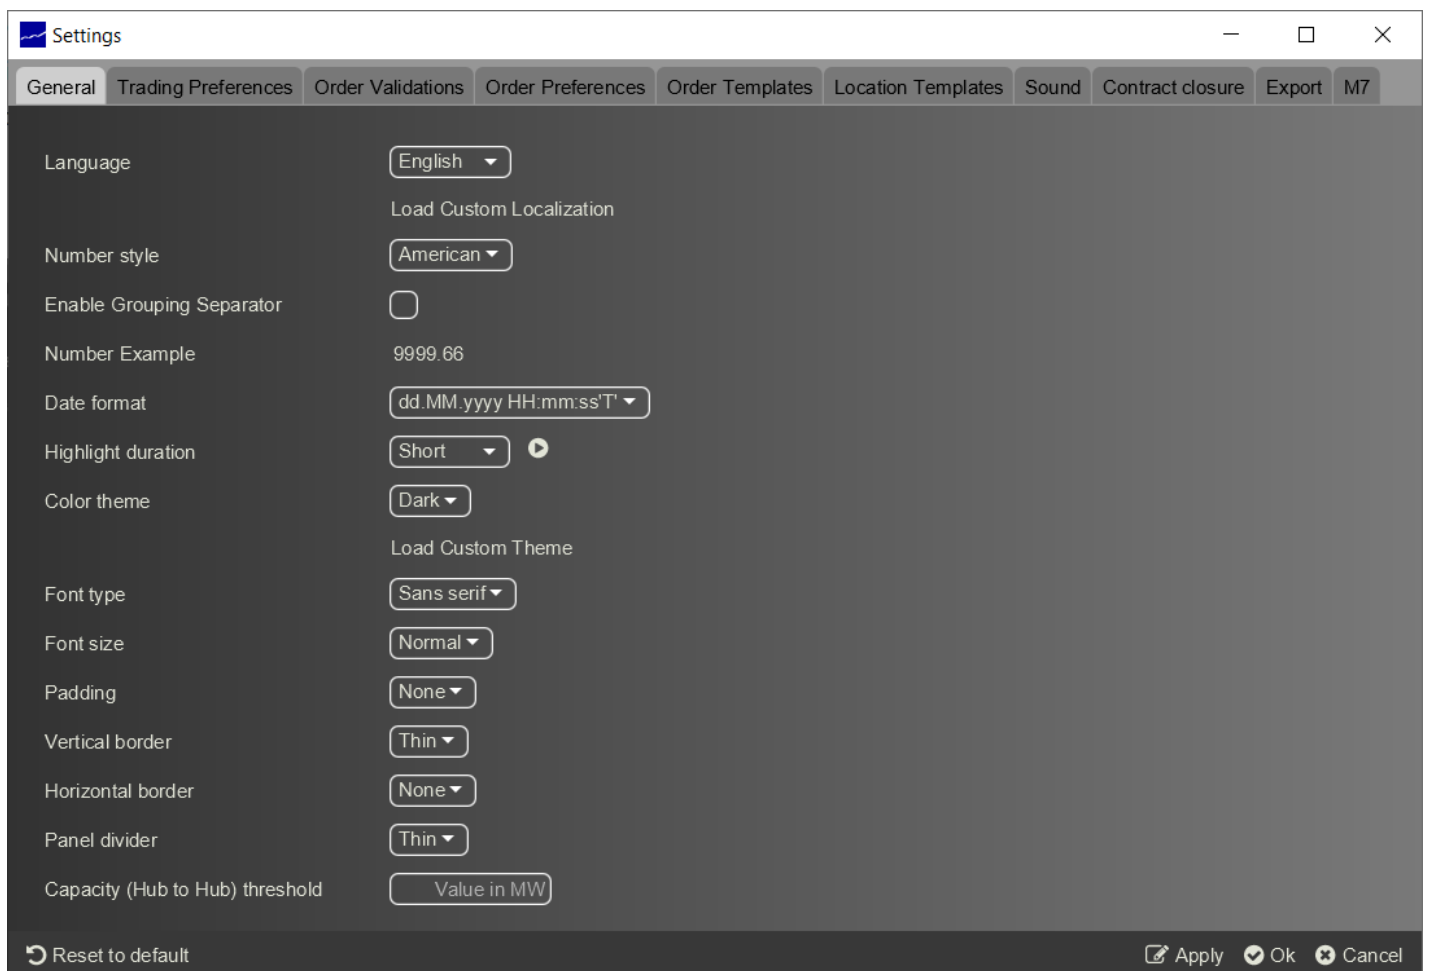 Settings
General Trading Preferences Order Validations Order Preferences Order Templates Location Templates Sound Contract closure Export M7
Language English
Load Custom Localization
Number style American
Enable Grouping Separator
Number Example 9999.66
Date format dd.MM.yyyy HH:mm:ss'T'
Highlight duration Short
Color theme Dark
Load Custom Theme
Font type Sans serif
Font size Normal
Padding None
Vertical border Thin
Horizontal border None
Panel divider Thin
Capacity (Hub to Hub) threshold Value in MW
Reset to default Apply Ok Cancel